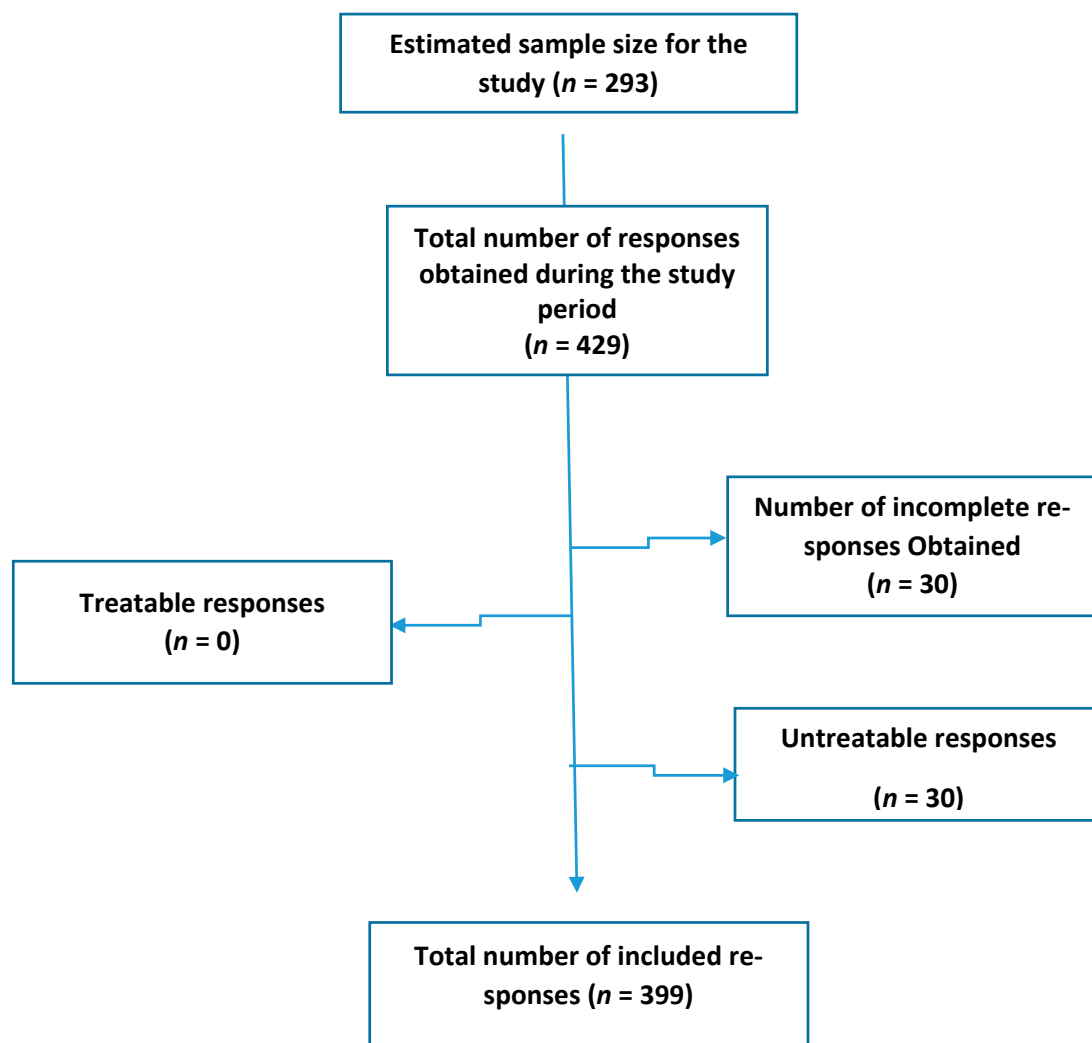 Estimated sample size for the
study (n = 293)
Total number of responses
obtained during the study
period
(n = 429)
Number of incomplete re-
sponses Obtained
(n = 30)
Treatable responses
(n = 0)
Untreatable responses
(n = 30)
Total number of included re-
sponses (n = 399)